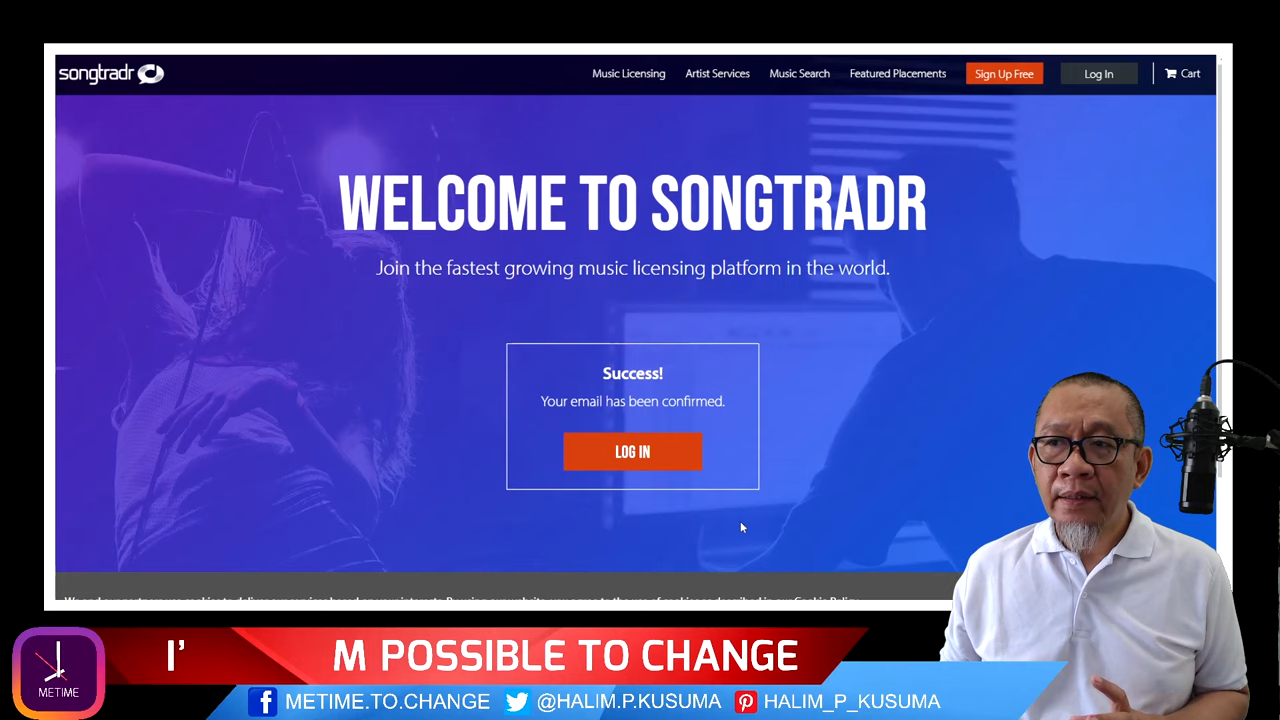 songtradr
Music Licensing
Artist Services
Music Search
Featured Placements
Sign Up Free
Log In
Cart
WELCOME TO SONGTRADR
Join the fastest growing music licensing platform in the world.
Success!
Your email has been confirmed.
LOG IN
I' M POSSIBLE TO CHANGE
METIME
METIME.TO.CHANGE
@HALIM.P.KUSUMA
HALIM_P_KUSUMA